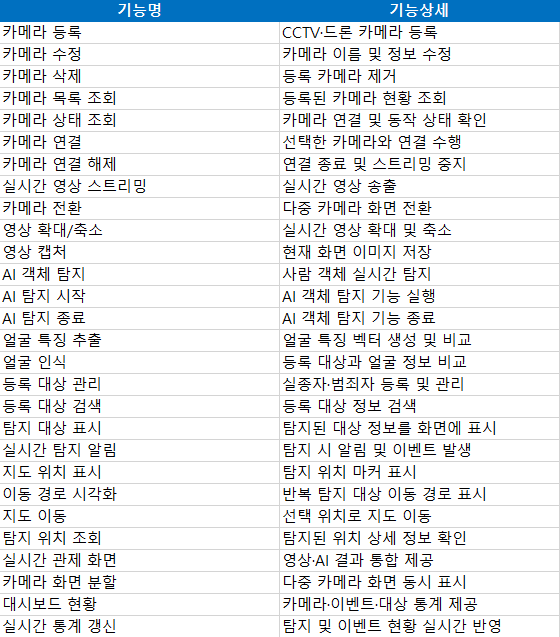 기능명 기능상세
카메라 등록 CCTV·드론 카메라 등록
카메라 수정 카메라 이름 및 정보 수정
카메라 삭제 등록 카메라 제거
카메라 목록 조회 등록된 카메라 현황 조회
카메라 상태 조회 카메라 연결 및 동작 상태 확인
카메라 연결 선택한 카메라와 연결 수행
카메라 연결 해제 연결 종료 및 스트리밍 중지
실시간 영상 스트리밍 실시간 영상 송출
카메라 전환 다중 카메라 화면 전환
영상 확대/축소 실시간 영상 확대 및 축소
영상 캡처 현재 화면 이미지 저장
AI 객체 탐지 사람 객체 실시간 탐지
AI 탐지 시작 AI 객체 탐지 기능 실행
AI 탐지 종료 AI 객체 탐지 기능 종료
얼굴 특징 추출 얼굴 특징 벡터 생성 및 비교
얼굴 인식 등록 대상과 얼굴 정보 비교
등록 대상 관리 실종자·범죄자 등록 및 관리
등록 대상 검색 등록 대상 정보 검색
탐지 대상 표시 탐지된 대상 정보를 화면에 표시
실시간 탐지 알림 탐지 시 알림 및 이벤트 발생
지도 위치 표시 탐지 위치 마커 표시
이동 경로 시각화 반복 탐지 대상 이동 경로 표시
지도 이동 선택 위치로 지도 이동
탐지 위치 조회 탐지된 위치 상세 정보 확인
실시간 관제 화면 영상·AI 결과 통합 제공
카메라 화면 분할 다중 카메라 화면 동시 표시
대시보드 현황 카메라·이벤트·대상 통계 제공
실시간 통계 갱신 탐지 및 이벤트 현황 실시간 반영